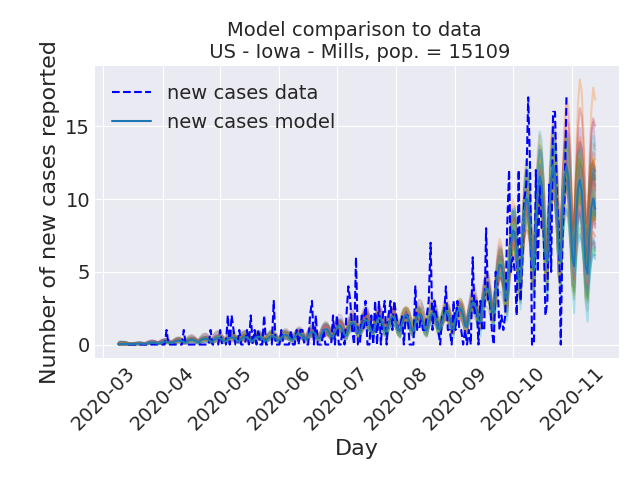 Model comparison to data
US - Iowa - Mills, pop. = 15109
Number of new cases reported
new cases data
new cases model
15
10
5
0
2020-03
2020-04
2020-05
2020-06
2020-07
2020-08
2020-09
2020-10
2020-11
Day